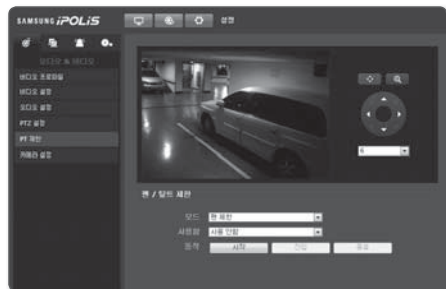 SAMSUNG iPOLiS
설정
오디오 & 비디오
비디오 프로파일
비디오 설정
오디오 설정
PTZ 설정
PT 제한
카메라 설정
6
팬 / 틸트 제한
모드
팬 제한
사용함
사용 안함
동작
시작